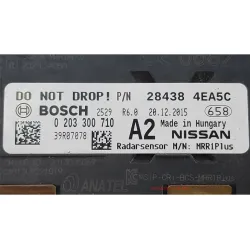 DO NOT DROP! P/N 28438 4EA5C
BOSCH 2529 R6.0 20.12.2015 658
0 203 300 710 Made in Hungary
39R07078 A2 NISSAN
Radarsensor M/N: MRR1Plus
ANATEL